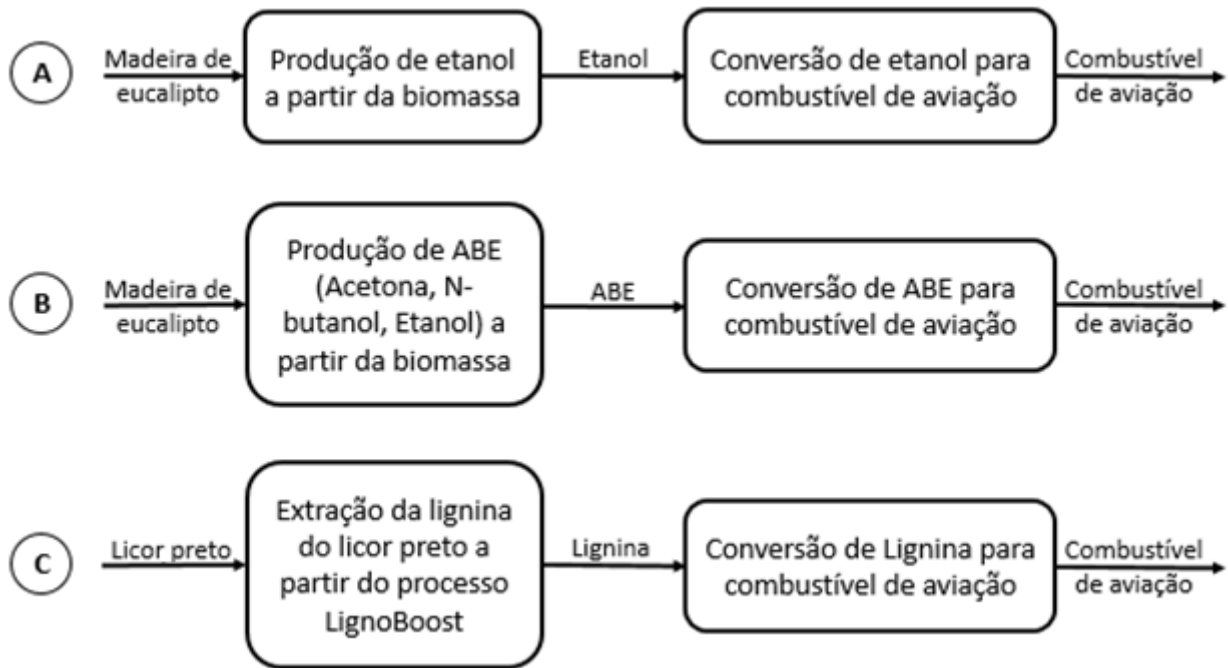 A
Madeira de
eucalipto
Produção de etanol
a partir da biomassa
Etanol
Conversão de etanol para
combustível de aviação
Combustível
de aviação
B
Madeira de
eucalipto
Produção de ABE
(Acetona, N-
butanol, Etanol) a
partir da biomassa
ABE
Conversão de ABE para
combustível de aviação
Combustível
de aviação
C
Licor preto
Extração da lignina
do licor preto a
partir do processo
LignoBoost
Lignina
Conversão de Lignina para
combustível de aviação
Combustível
de aviação